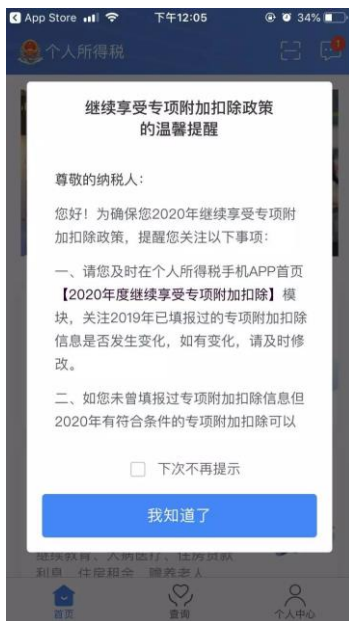 App Store
下午12:05
34%
个人所得税
继续享受专项附加扣除政策
的温馨提醒
尊敬的纳税人:
您好!为确保您2020年继续享受专项附
加扣除政策,提醒您关注以下事项:
一、请您及时在个人所得税手机APP首页
【2020年度继续享受专项附加扣除】模
块,关注2019年已填报过的专项附加扣除
信息是否发生变化,如有变化,请及时修
改。
二、如您未曾填报过专项附加扣除信息但
2020年有符合条件的专项附加扣除可以
下次不再提示
我知道了
继续教育、大病医疗、住房贷款
利息、住房租金、赡养老人
首页
查询
个人中心